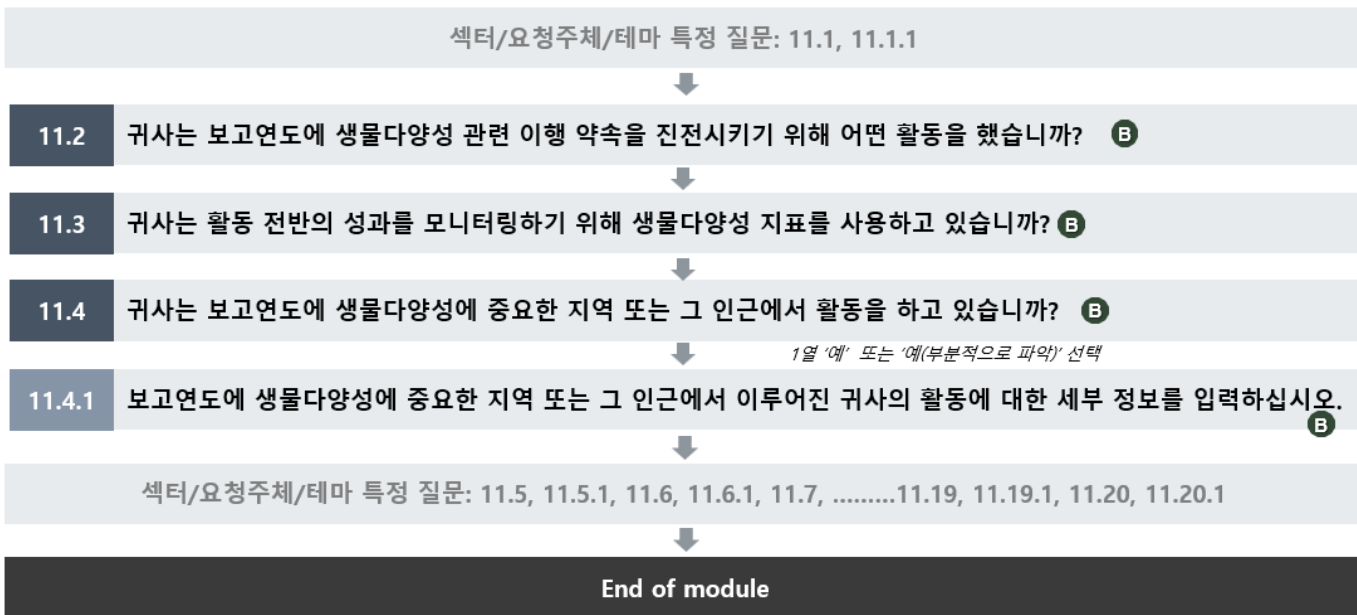 섹터/요청주체/테마 특정 질문: 11.1, 11.1.1
11.2 귀사는 보고연도에 생물다양성 관련 이행 약속을 진전시키기 위해 어떤 활동을 했습니까? B
11.3 귀사는 활동 전반의 성과를 모니터링하기 위해 생물다양성 지표를 사용하고 있습니까? B
11.4 귀사는 보고연도에 생물다양성에 중요한 지역 또는 그 인근에서 활동을 하고 있습니까? B
1열 ‘예’ 또는 ‘예(부분적으로 파악)’ 선택
11.4.1 보고연도에 생물다양성에 중요한 지역 또는 그 인근에서 이루어진 귀사의 활동에 대한 세부 정보를 입력하십시오.
B
섹터/요청주체/테마 특정 질문: 11.5, 11.5.1, 11.6, 11.6.1, 11.7, .........11.19, 11.19.1, 11.20, 11.20.1
End of module